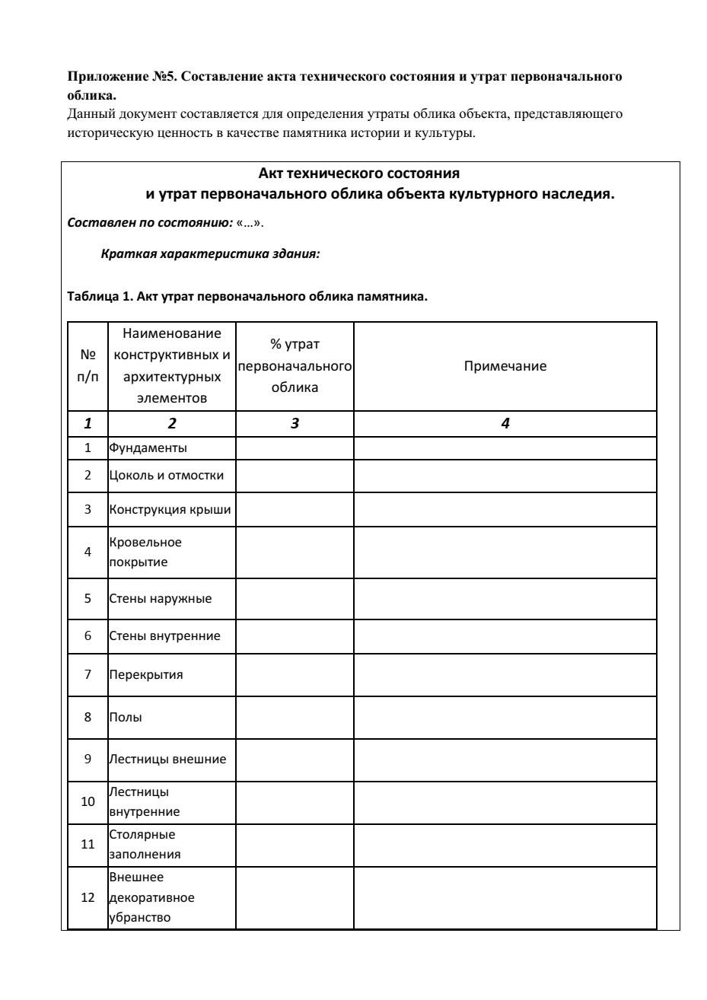 Приложение №5. Составление акта технического состояния и утрат первоначального
облика.
Данный документ составляется для определения утраты облика объекта, представляющего
историческую ценность в качестве памятника истории и культуры.
Акт технического состояния
и утрат первоначального облика объекта культурного наследия.
Составлен по состоянию: «…».
Краткая характеристика здания:
Таблица 1. Акт утрат первоначального облика памятника.
№
п/п
Наименование
конструктивных и
архитектурных
элементов
% утрат
первоначального
облика
Примечание
1 2 3 4
1 Фундаменты
2 Цоколь и отмостки
3 Конструкция крыши
4 Кровельное
покрытие
5 Стены наружные
6 Стены внутренние
7 Перекрытия
8 Полы
9 Лестницы внешние
10 Лестницы
внутренние
11 Столярные
заполнения
12 Внешнее
декоративное
убранство